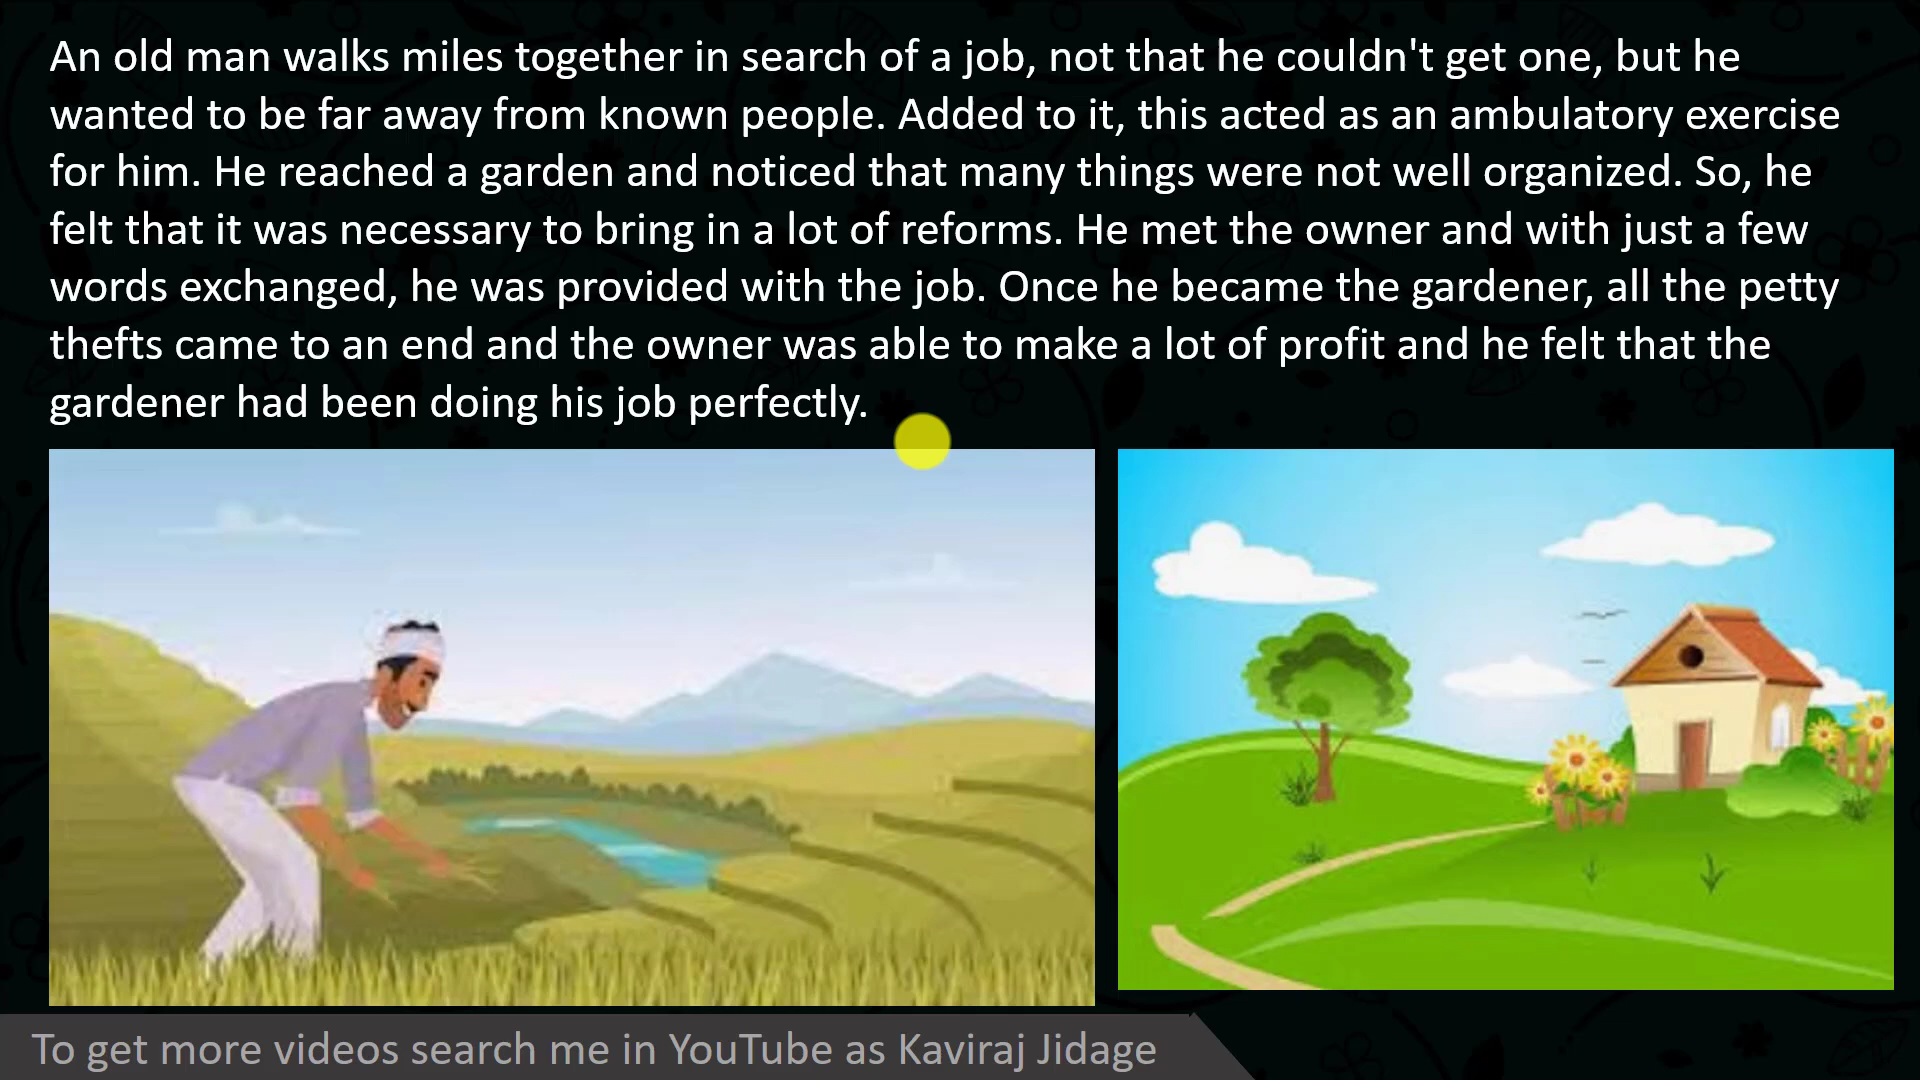 An old man walks miles together in search of a job, not that he couldn't get one, but he
wanted to be far away from known people. Added to it, this acted as an ambulatory exercise
for him. He reached a garden and noticed that many things were not well organized. So, he
felt that it was necessary to bring in a lot of reforms. He met the owner and with just a few
words exchanged, he was provided with the job. Once he became the gardener, all the petty
thefts came to an end and the owner was able to make a lot of profit and he felt that the
gardener had been doing his job perfectly.
To get more videos search me in YouTube as Kaviraj Jidage